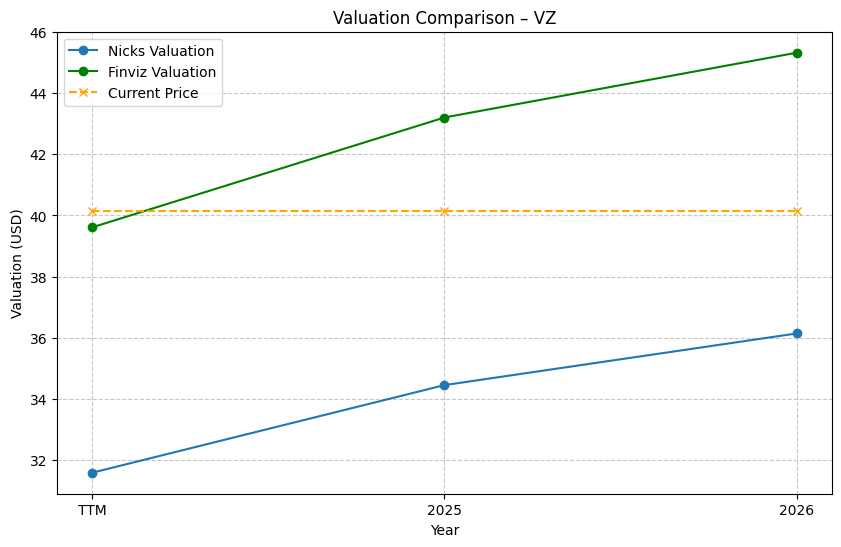 Valuation Comparison – VZ
Nicks Valuation
Finviz Valuation
Current Price
Valuation (USD)
46
44
42
40
38
36
34
32
TTM
2025
2026
Year